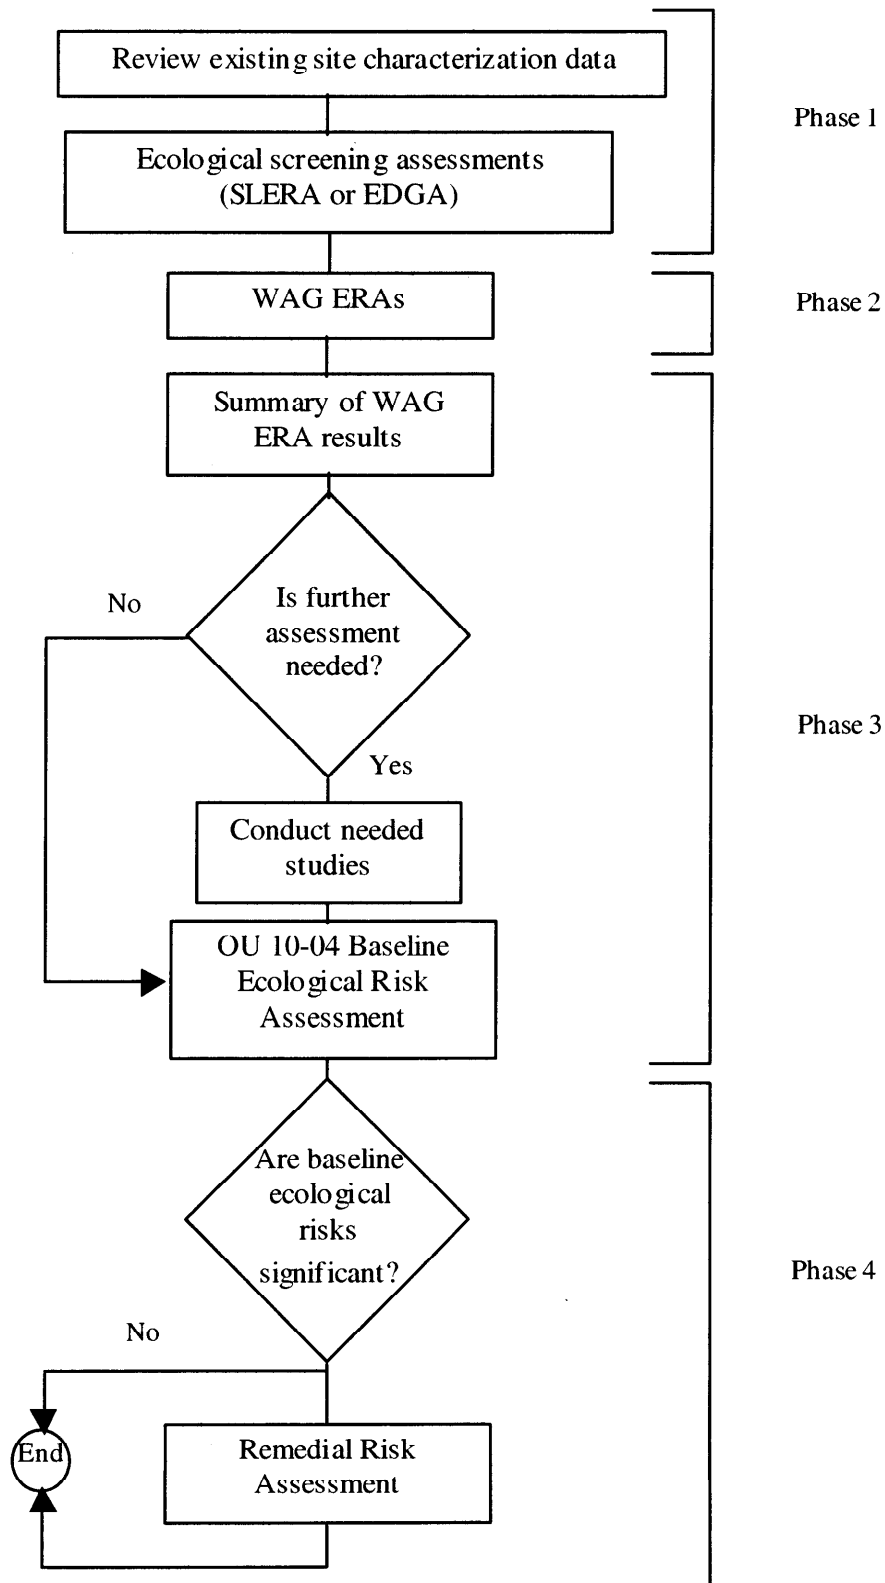 Review existing site characterization data
Phase 1
Ecological screening assessments
(SLERA or EDGA)
WAG ERAs
Phase 2
Summary of WAG
ERA results
No
Is further
assessment
needed?
Phase 3
Yes
Conduct needed
studies
OU 10-04 Baseline
Ecological Risk
Assessment
Are baseline
ecological
risks
significant?
Phase 4
No
End
Remedial Risk
Assessment